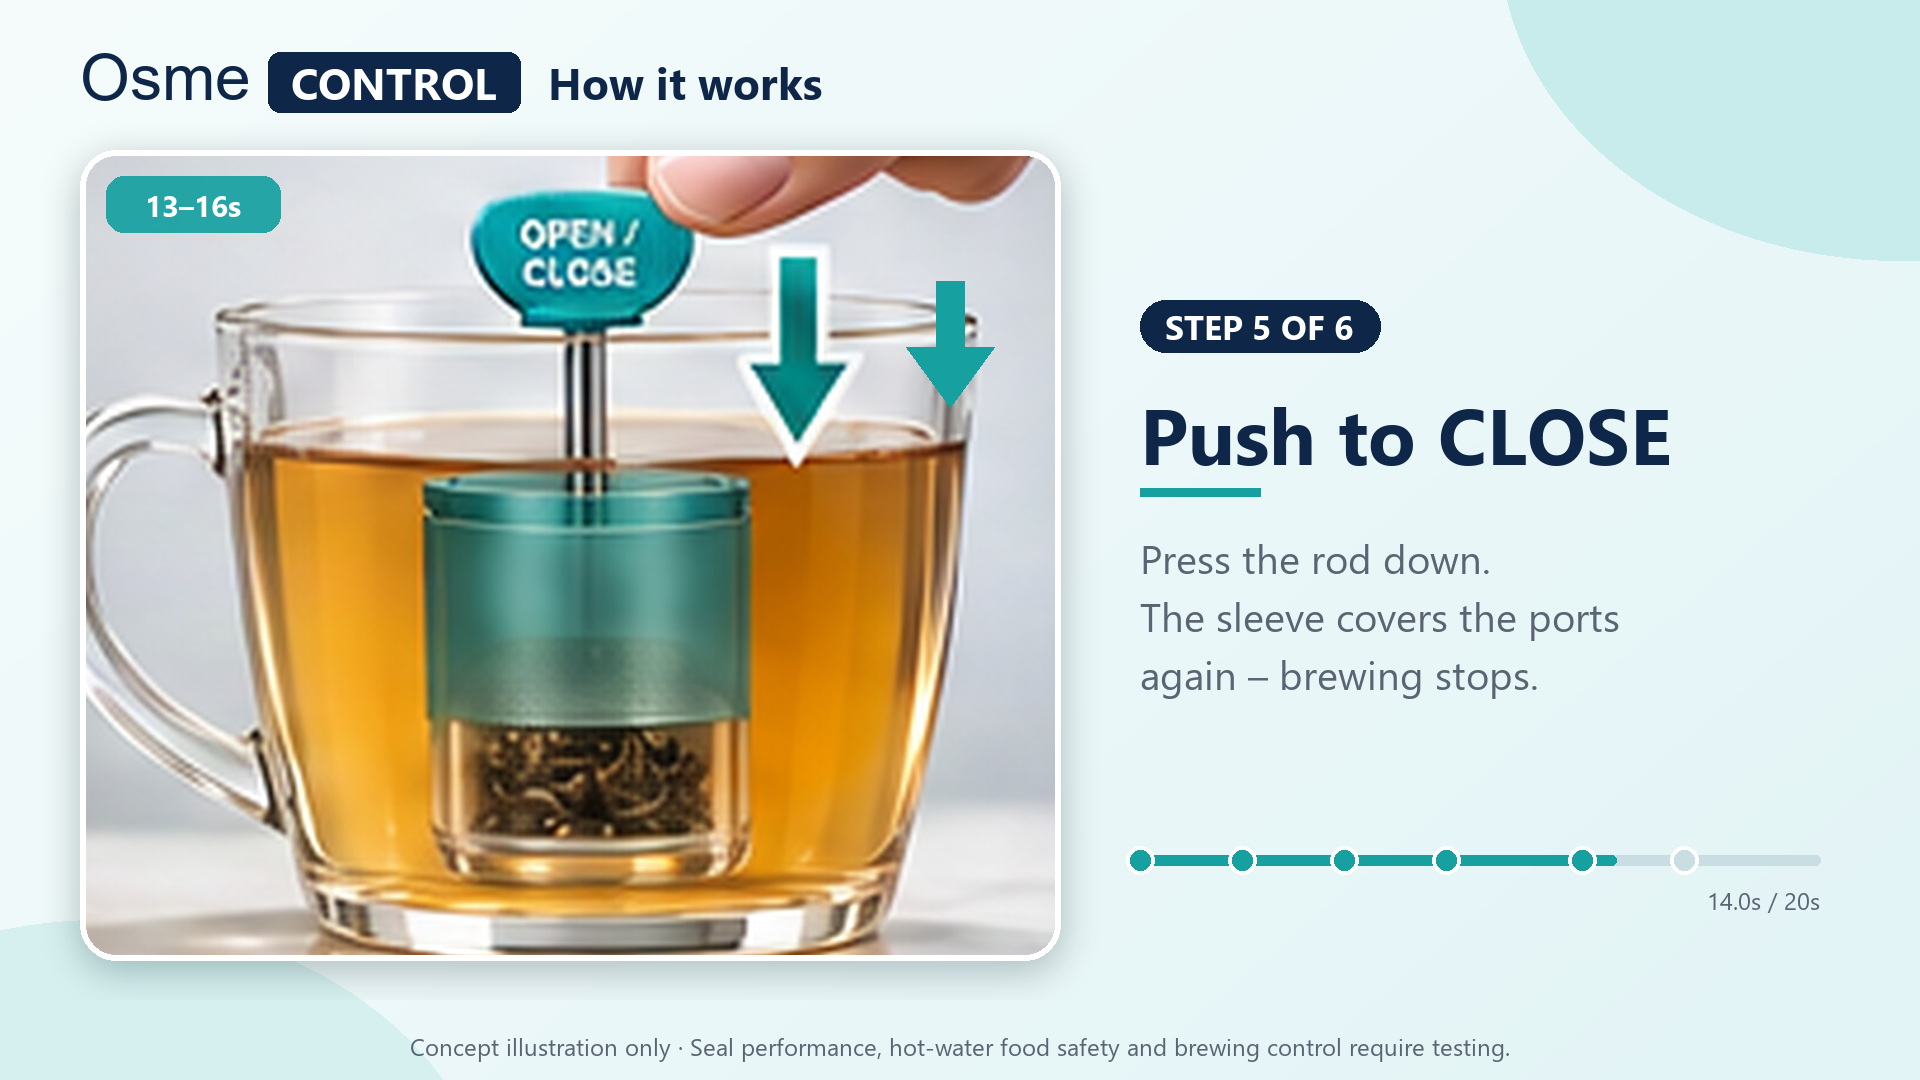 Osme CONTROL How it works
13–16s
OPEN /
CLOSE
STEP 5 OF 6
Push to CLOSE
Press the rod down.
The sleeve covers the ports
again – brewing stops.
14.0s / 20s
Concept illustration only · Seal performance, hot-water food safety and brewing control require testing.